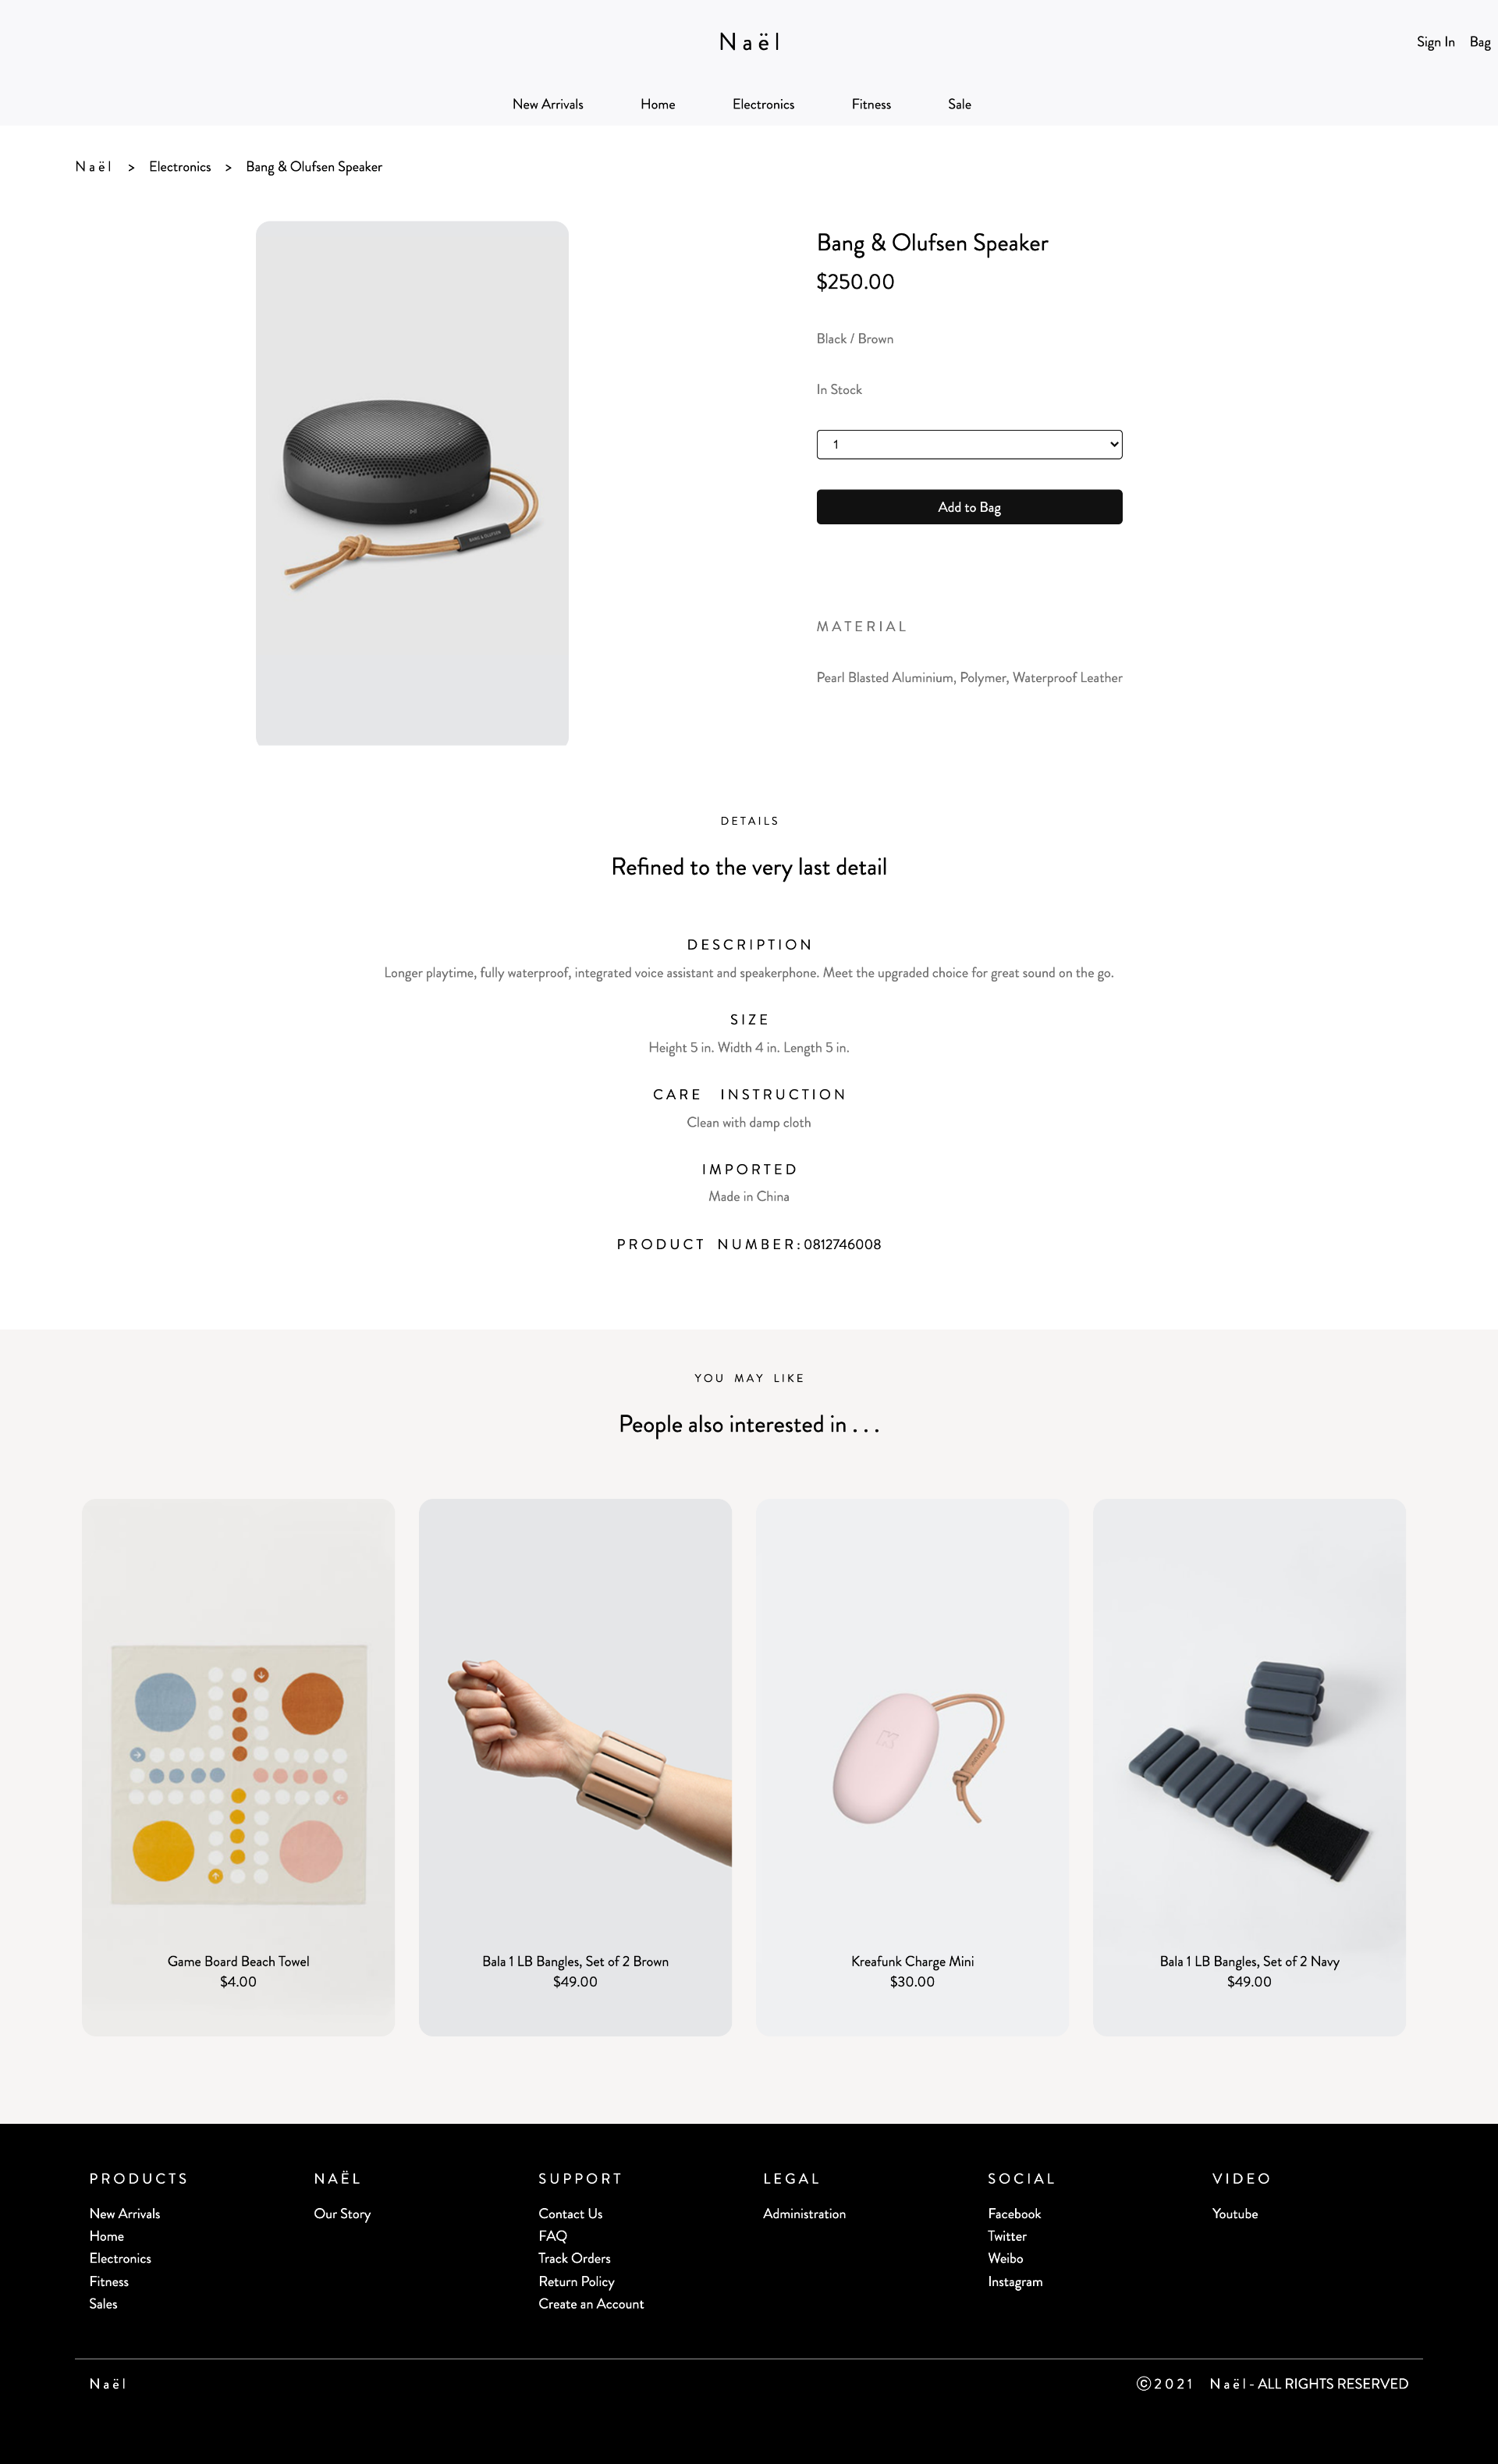 Naël
Sign In Bag
New Arrivals Home Electronics Fitness Sale
Naël > Electronics > Bang & Olufsen Speaker
Bang & Olufsen Speaker
$250.00
Black / Brown
In Stock
1
Add to Bag
BANG & OLUFSEN
MATERIAL
Pearl Blasted Aluminium, Polymer, Waterproof Leather
DETAILS
Refined to the very last detail
DESCRIPTION
Longer playtime, fully waterproof, integrated voice assistant and speakerphone. Meet the upgraded choice for great sound on the go.
SIZE
Height 5 in. Width 4 in. Length 5 in.
CARE INSTRUCTION
Clean with damp cloth
IMPORTED
Made in China
PRODUCT NUMBER: 0812746008
YOU MAY LIKE
People also interested in . . .
Game Board Beach Towel
$4.00
Bala 1 LB Bangles, Set of 2 Brown
$49.00
Kreafunk Charge Mini
$30.00
Bala 1 LB Bangles, Set of 2 Navy
$49.00
PRODUCTS
New Arrivals
Home
Electronics
Fitness
Sales
NAËL
Our Story
SUPPORT
Contact Us
FAQ
Track Orders
Return Policy
Create an Account
LEGAL
Administration
SOCIAL
Facebook
Twitter
Weibo
Instagram
VIDEO
Youtube
Naël
©2021 Naël- ALL RIGHTS RESERVED